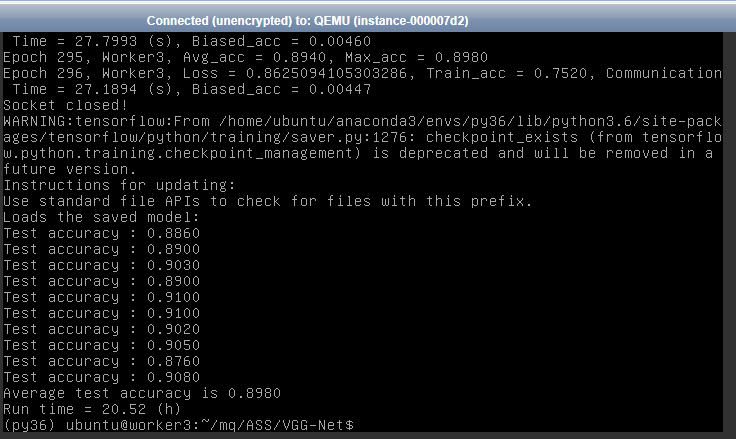 Connected (unencrypted) to: QEMU (instance-000007d2)
Time = 27.7993 (s), Biased_acc = 0.00460
Epoch 295, Worker3, Avg_acc = 0.8940, Max_acc = 0.8980
Epoch 296, Worker3, Loss = 0.8625094105303286, Train_acc = 0.7520, Communication
Time = 27.1894 (s), Biased_acc = 0.00447
Socket closed!
WARNING:tensorflow:From /home/ubuntu/anaconda3/envs/py36/lib/python3.6/site-pack
ages/tensorflow/python/training/saver.py:1276: checkpoint_exists (from tensorflo
w.python.training.checkpoint_management) is deprecated and will be removed in a
future version.
Instructions for updating:
Use standard file APIs to check for files with this prefix.
Loads the saved model:
Test accuracy : 0.8860
Test accuracy : 0.8900
Test accuracy : 0.9030
Test accuracy : 0.8900
Test accuracy : 0.9100
Test accuracy : 0.9100
Test accuracy : 0.9020
Test accuracy : 0.9050
Test accuracy : 0.8760
Test accuracy : 0.9080
Average test accuracy is 0.8980
Run time = 20.52 (h)
(py36) ubuntu@worker3:~/mq/ASS/VGG-Net$